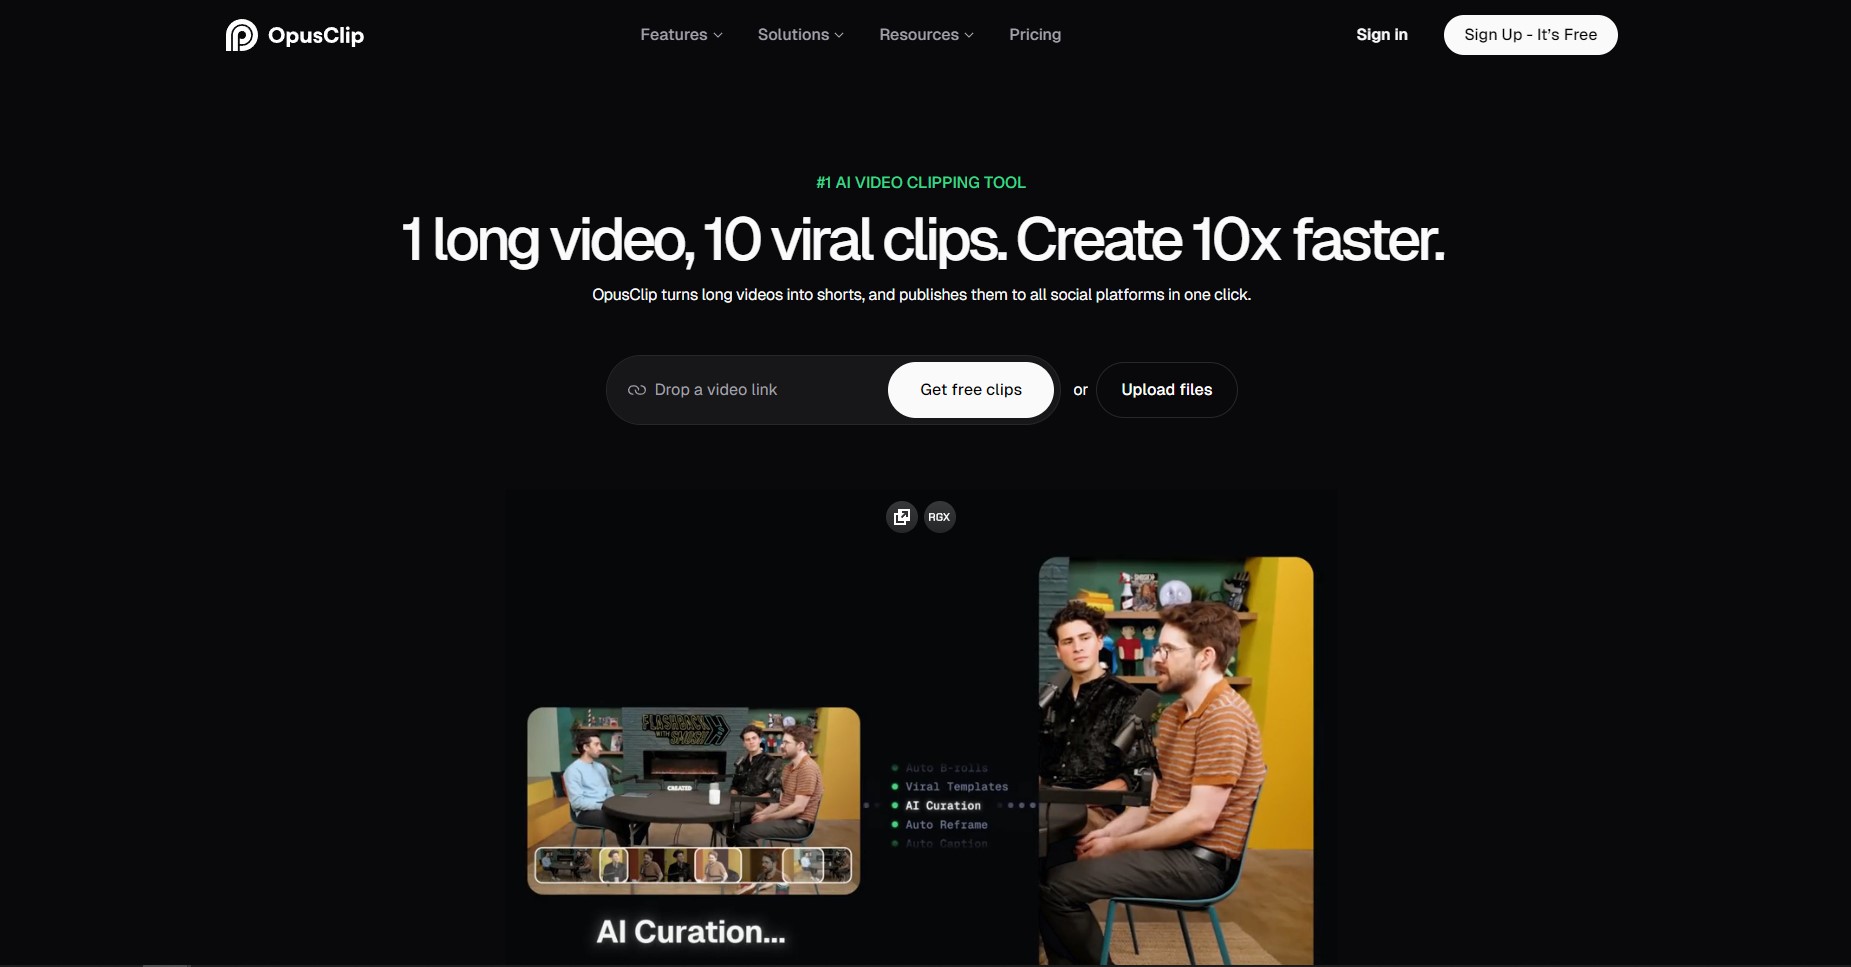 OpusClip
Features
Solutions
Resources
Pricing
Sign in
Sign Up - It's Free
#1 AI VIDEO CLIPPING TOOL
1 long video, 10 viral clips. Create 10x faster.
OpusClip turns long videos into shorts, and publishes them to all social platforms in one click.
Drop a video link
Get free clips
or
Upload files
RGX
FLASHBACK
WITH
CREATED
Auto B-rolls
Viral Templates
AI Curation
Auto Reframe
Auto Caption
AI Curation...